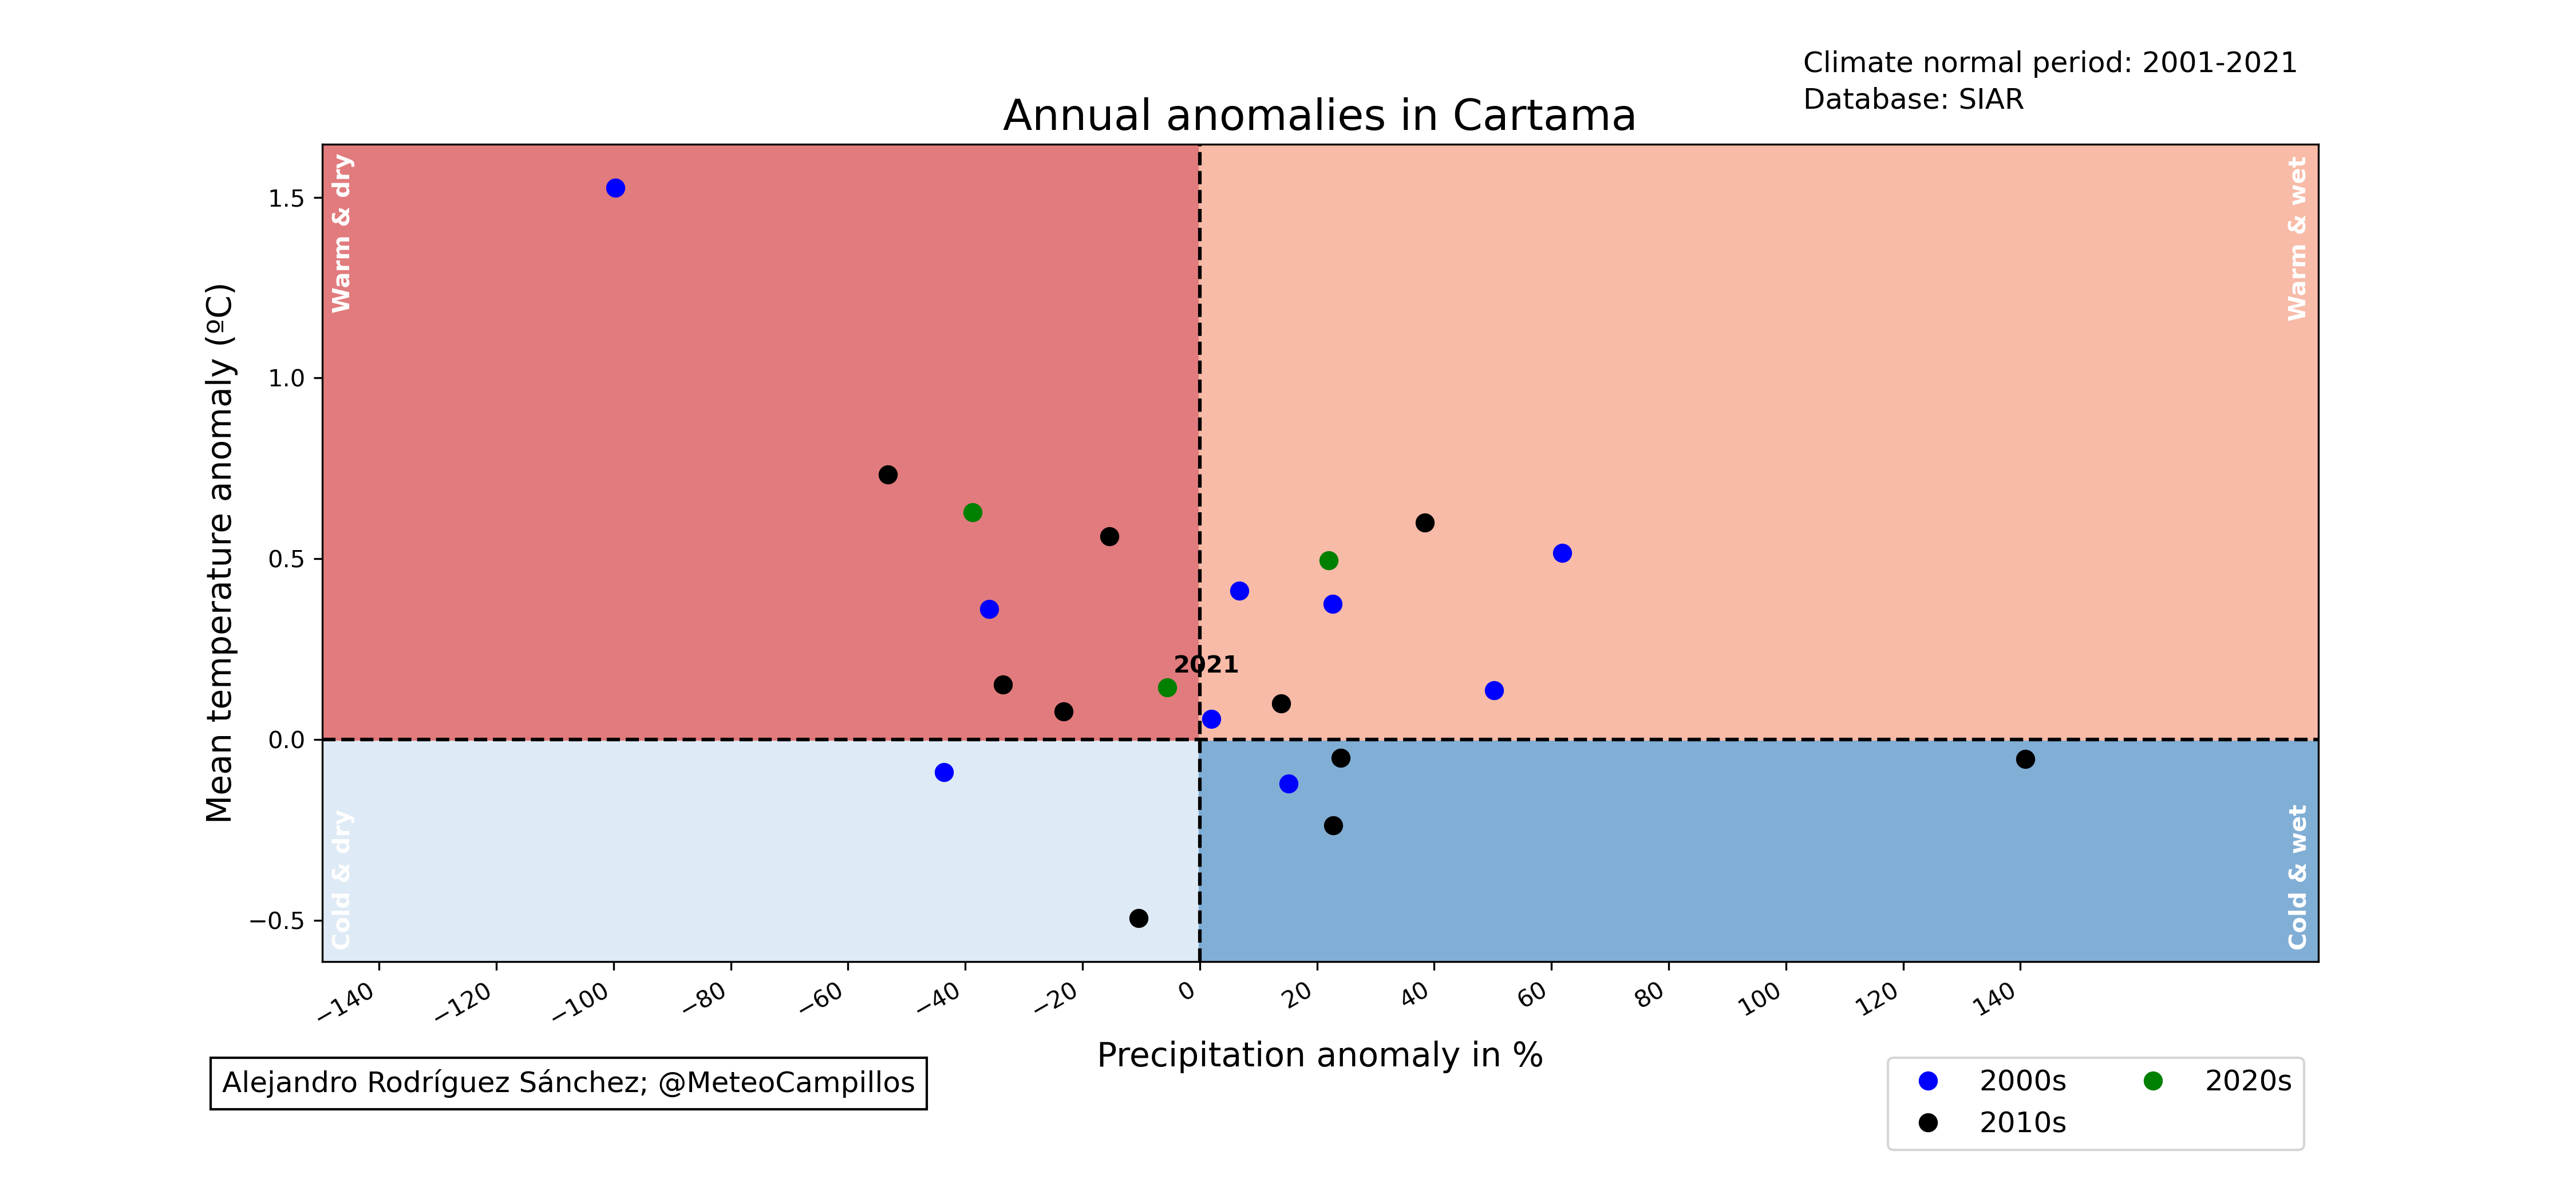 Climate normal period: 2001-2021
Database: SIAR
Annual anomalies in Cartama
Warm & dry
Warm & wet
Mean temperature anomaly (ºC)
1.5
1.0
0.5
0.0
−0.5
2021
Cold & dry
Cold & wet
−140 −120 −100 −80 −60 −40 −20 0 20 40 60 80 100 120 140
Precipitation anomaly in %
Alejandro Rodríguez Sánchez; @MeteoCampillos
2000s 2020s
2010s